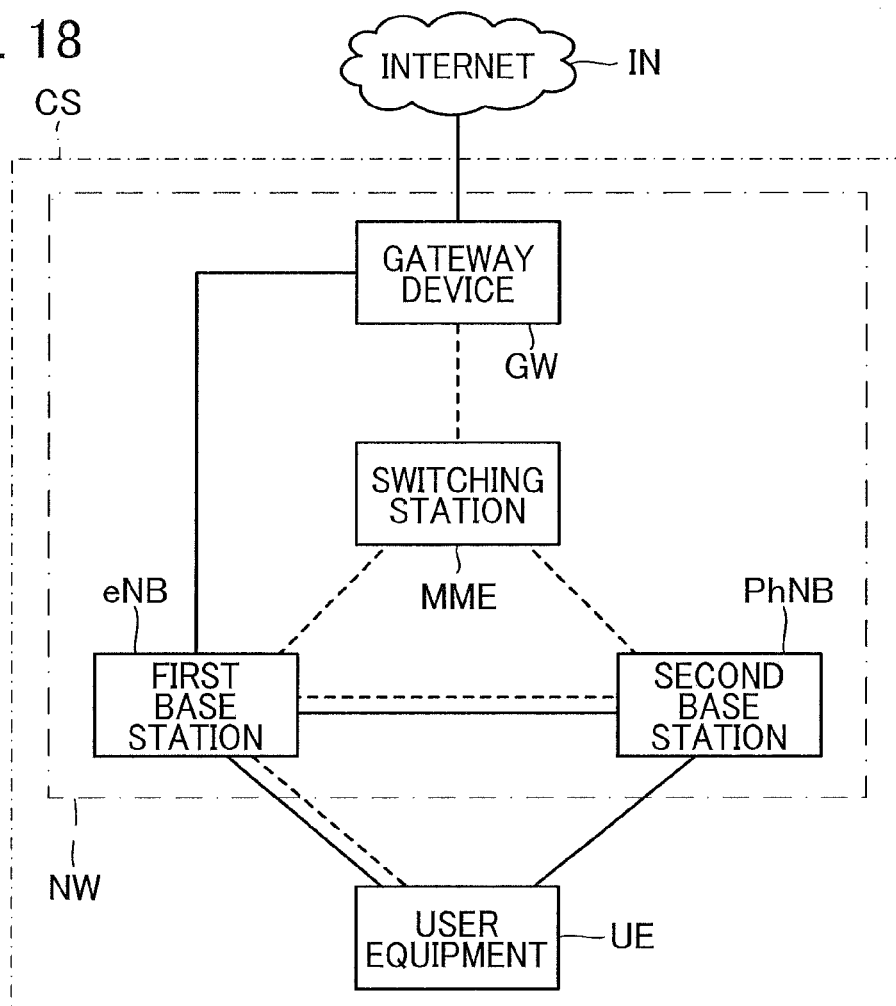 . 18
CS
INTERNET
IN
GATEWAY
DEVICE
GW
SWITCHING
STATION
MME
eNB
PhNB
FIRST
BASE
STATION
SECOND
BASE
STATION
NW
USER
EQUIPMENT
UE